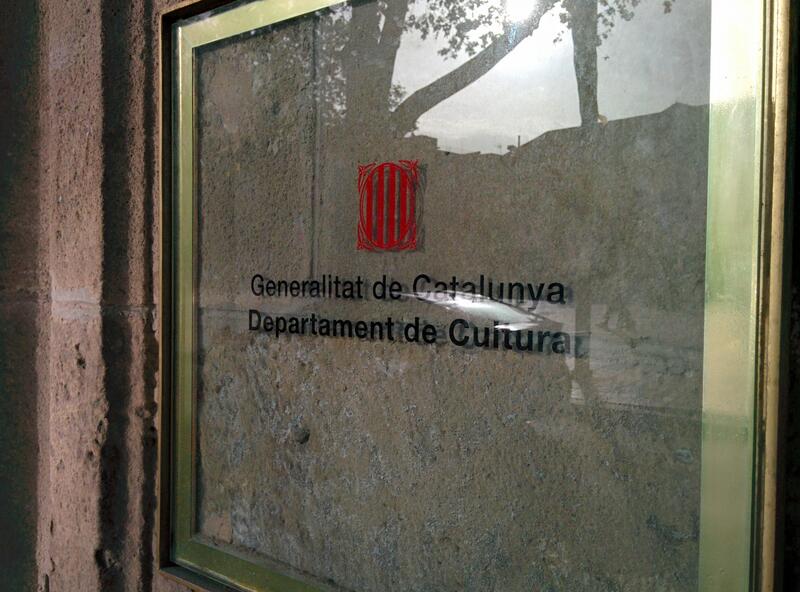 Generalitat de Catalunya
Departament de Cultura